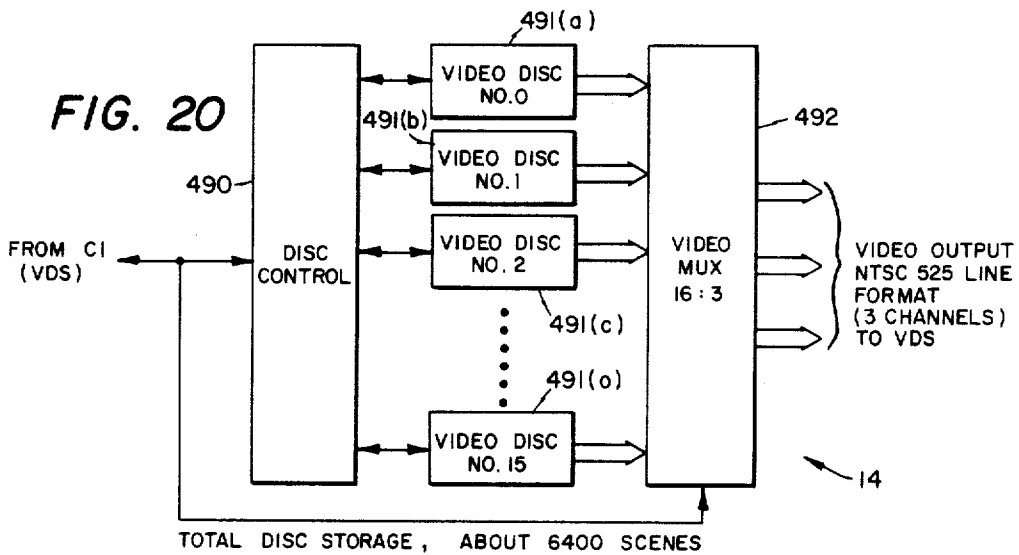 FIG. 20
491(a)
VIDEO DISC
NO.0
491(b)
VIDEO DISC
NO.1
492
490
FROM CI
(VDS)
DISC
CONTROL
VIDEO DISC
NO. 2
491(c)
VIDEO
MUX
16:3
VIDEO OUTPUT
NTSC 525 LINE
FORMAT
(3 CHANNELS)
TO VDS
491(o)
VIDEO DISC
NO. 15
14
TOTAL DISC STORAGE, ABOUT 6400 SCENES